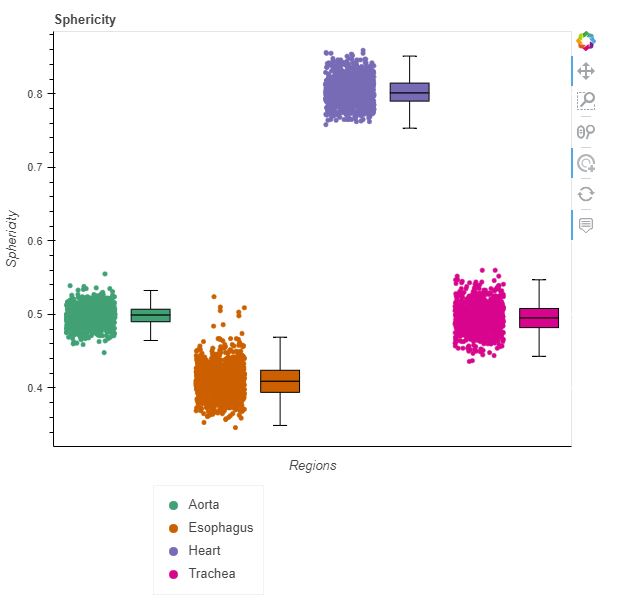 Sphericity
0.8
0.7
0.6
0.5
0.4
Sphericity
Regions
Aorta
Esophagus
Heart
Trachea